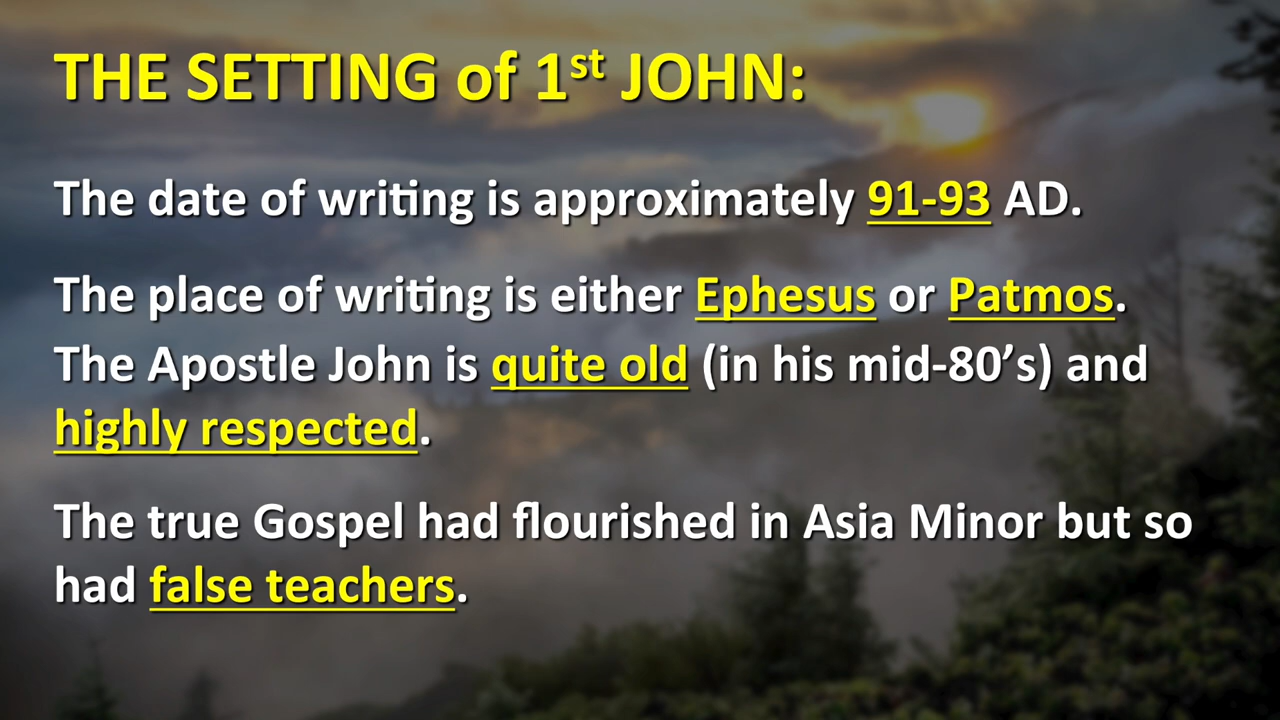 THE SETTING of 1st JOHN:
The date of writing is approximately 91-93 AD.
The place of writing is either Ephesus or Patmos.
The Apostle John is quite old (in his mid-80’s) and
highly respected.
The true Gospel had flourished in Asia Minor but so
had false teachers.